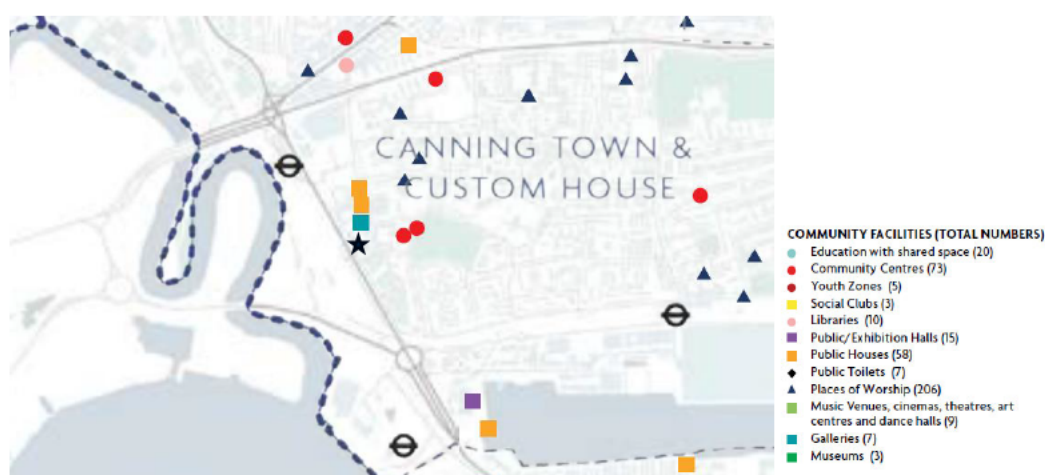 CANNING TOWN &
CUSTOM HOUSE
COMMUNITY FACILITIES (TOTAL NUMBERS)
Education with shared space (20)
Community Centres (73)
Youth Zones (5)
Social Clubs (3)
Libraries (10)
Public/Exhibition Halls (15)
Public Houses (58)
Public Toilets (7)
Places of Worship (206)
Music Venues, cinemas, theatres, art
centres and dance halls (9)
Galleries (7)
Museums (3)